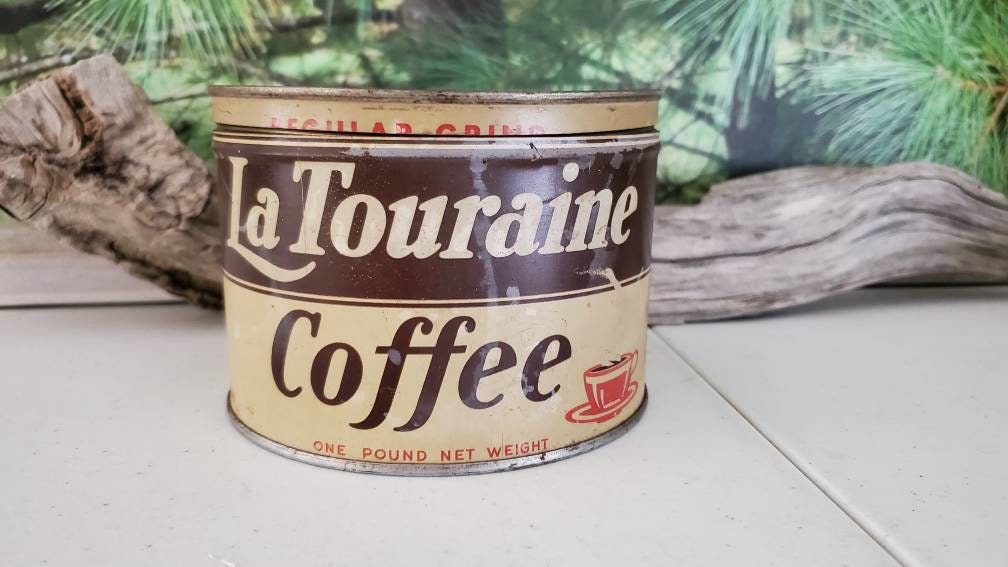 REGULAR GRIND
La Touraine
Coffee
ONE POUND NET WEIGHT